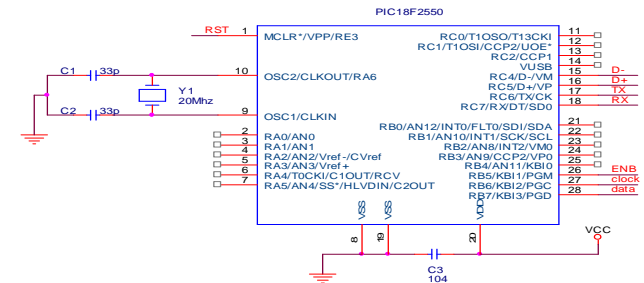 PIC18F2550
RST
1
MCLR*/VPP/RE3
RC0/T1OSO/T13CKI
11
RC1/T1OSI/CCP2/UOE*
12
RC2/CCP1
13
VUSB
14
C1
33p
10
OSC2/CLKOUT/RA6
RC4/D-/VM
15
D-
RC5/D+/VP
16
D+
Y1
20Mhz
RC6/TX/CK
17
TX
RC7/RX/DT/SD0
18
RX
C2
33p
9
OSC1/CLKIN
RB0/AN12/INT0/FLT0/SDI/SDA
21
2
RA0/AN0
RB1/AN10/INT1/SCK/SCL
22
3
RA1/AN1
RB2/AN8/INT2/VM0
23
4
RA2/AN2/Vref-/CVref
RB3/AN9/CCP2/VP0
24
5
RA3/AN3/Vref+
RB4/AN11/KBI0
25
6
RA4/T0CKI/C1OUT/RCV
RB5/KBI1/PGM
26
ENB
7
RA5/AN4/SS*/HLVDIN/C2OUT
RB6/KBI2/PGC
27
clock
RB7/KBI3/PGD
28
data
VSS
VSS
VDD
8
19
20
VCC
C3
104